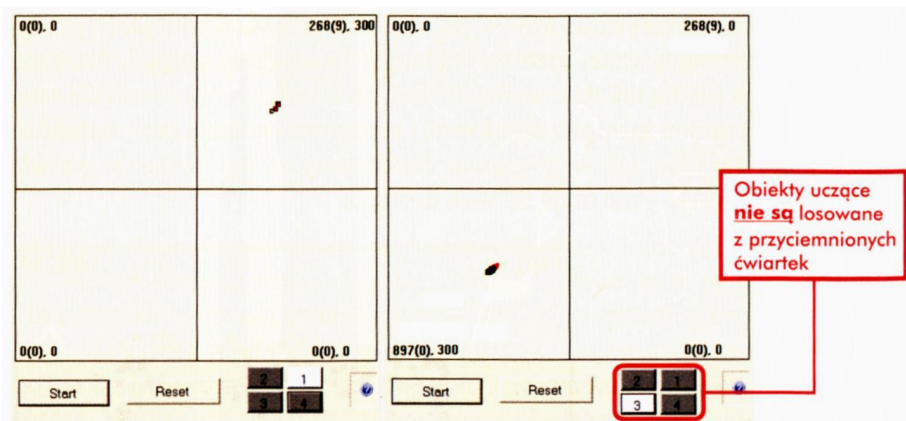 0(0), 0
268(9), 300
0(0), 0
0(0), 0
Start
Reset
2 1
3 4
0(0), 0
268(9), 0
897(0), 300
0(0), 0
Start
Reset
2 1
3 4
Obiekty uczące
nie są losowane
z przyciemnionych
ćwiartek